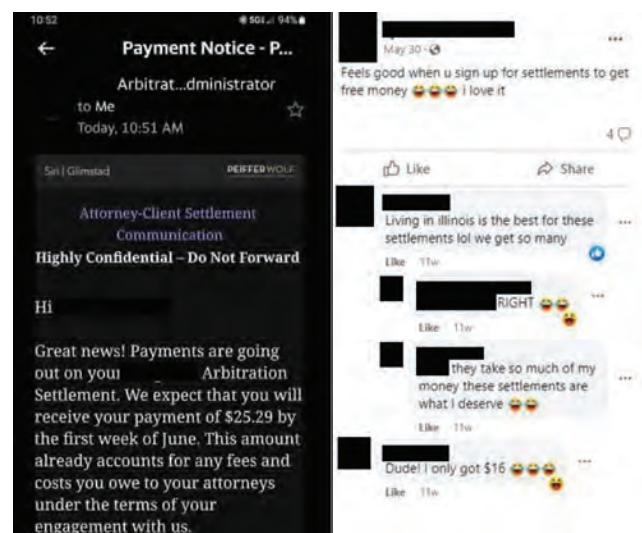 10:52
5G 94%
Payment Notice - P...
Arbitrat...dministrator
to Me
Today, 10:51 AM
Siri | Glimstad
PEIFFER WOLF
Attorney-Client Settlement
Communication
Highly Confidential – Do Not Forward
Hi
Great news! Payments are going
out on your Arbitration
Settlement. We expect that you will
receive your payment of $25.29 by
the first week of June. This amount
already accounts for any fees and
costs you owe to your attorneys
under the terms of your
engagement with us.
May 30
Feels good when u sign up for settlements to get
free money 😂😂😂 i love it
4
Like Share
Living in illinois is the best for these
settlements lol we get so many
Like 11w
RIGHT 😂😂
Like 11w
they take so much of my
money these settlements are
what I deserve 😂😂
Like 11w
Dude! I only got $16 😂😂😂
Like 11w